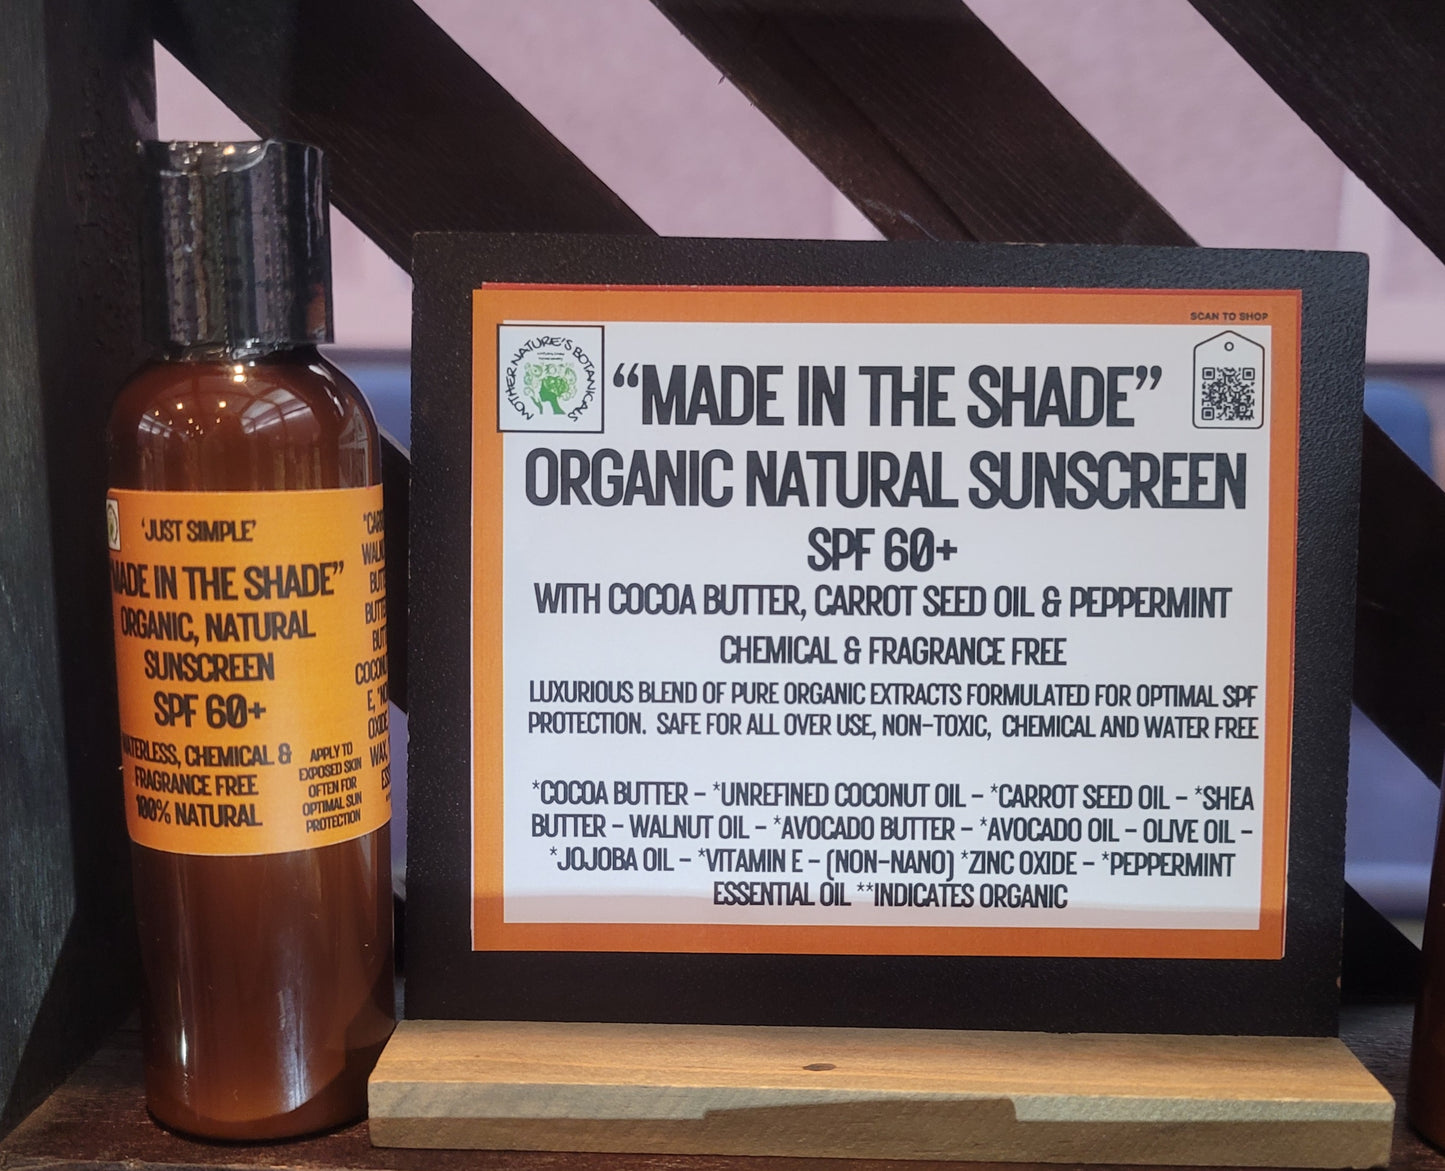 'JUST SIMPLE'
"MADE IN THE SHADE"
ORGANIC, NATURAL
SUNSCREEN
SPF 60+
WATERLESS, CHEMICAL &
FRAGRANCE FREE
100% NATURAL
APPLY TO
EXPOSED SKIN
OFTEN FOR
OPTIMAL SUN
PROTECTION
MOTHER NATURE'S BOTANICALS
SCAN TO SHOP
"MADE IN THE SHADE"
ORGANIC NATURAL SUNSCREEN
SPF 60+
WITH COCOA BUTTER, CARROT SEED OIL & PEPPERMINT
CHEMICAL & FRAGRANCE FREE
LUXURIOUS BLEND OF PURE ORGANIC EXTRACTS FORMULATED FOR OPTIMAL SPF
PROTECTION. SAFE FOR ALL OVER USE, NON-TOXIC, CHEMICAL AND WATER FREE
*COCOA BUTTER - *UNREFINED COCONUT OIL - *CARROT SEED OIL - *SHEA
BUTTER - WALNUT OIL - *AVOCADO BUTTER - *AVOCADO OIL - OLIVE OIL -
*JOJOBA OIL - *VITAMIN E - (NON-NANO) *ZINC OXIDE - *PEPPERMINT
ESSENTIAL OIL **INDICATES ORGANIC